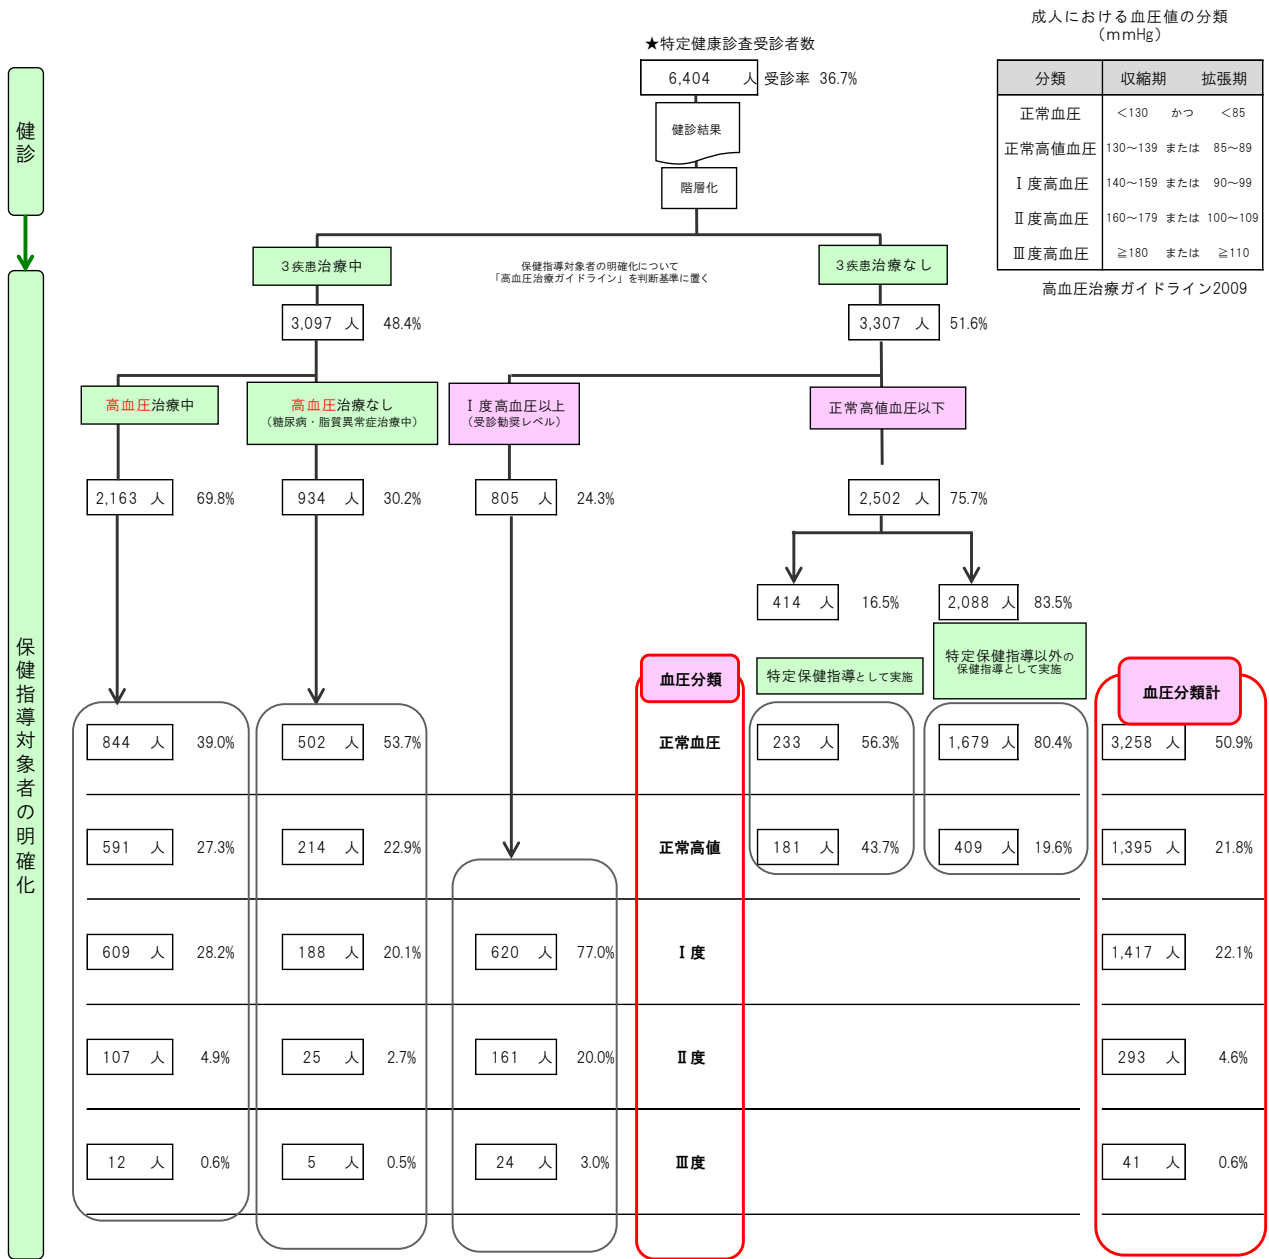 成人における血圧値の分類
（mmHg）
分類 収縮期 拡張期
正常血圧 <130 かつ <85
正常高値血圧 130～139 または 85～89
Ⅰ度高血圧 140～159 または 90～99
Ⅱ度高血圧 160～179 または 100～109
Ⅲ度高血圧 ≧180 または ≧110
高血圧治療ガイドライン2009
★特定健康診査受診者数
6,404 人 受診率 36.7%
健診結果
階層化
健診
保健指導対象者の明確化
3疾患治療中
保健指導対象者の明確化について
「高血圧治療ガイドライン」を判断基準に置く
3疾患治療なし
3,097 人 48.4%
3,307 人 51.6%
高血圧治療中
高血圧治療なし
（糖尿病・脂質異常症治療中）
Ⅰ度高血圧以上
（受診勧奨レベル）
正常高値血圧以下
2,163 人 69.8%
934 人 30.2%
805 人 24.3%
2,502 人 75.7%
414 人 16.5%
2,088 人 83.5%
血圧分類
特定保健指導として実施
特定保健指導以外の
保健指導として実施
血圧分類計
844 人 39.0% 502 人 53.7% 正常血圧 233 人 56.3% 1,679 人 80.4% 3,258 人 50.9%
591 人 27.3% 214 人 22.9% 正常高値 181 人 43.7% 409 人 19.6% 1,395 人 21.8%
609 人 28.2% 188 人 20.1% 620 人 77.0% Ⅰ度 1,417 人 22.1%
107 人 4.9% 25 人 2.7% 161 人 20.0% Ⅱ度 293 人 4.6%
12 人 0.6% 5 人 0.5% 24 人 3.0% Ⅲ度 41 人 0.6%